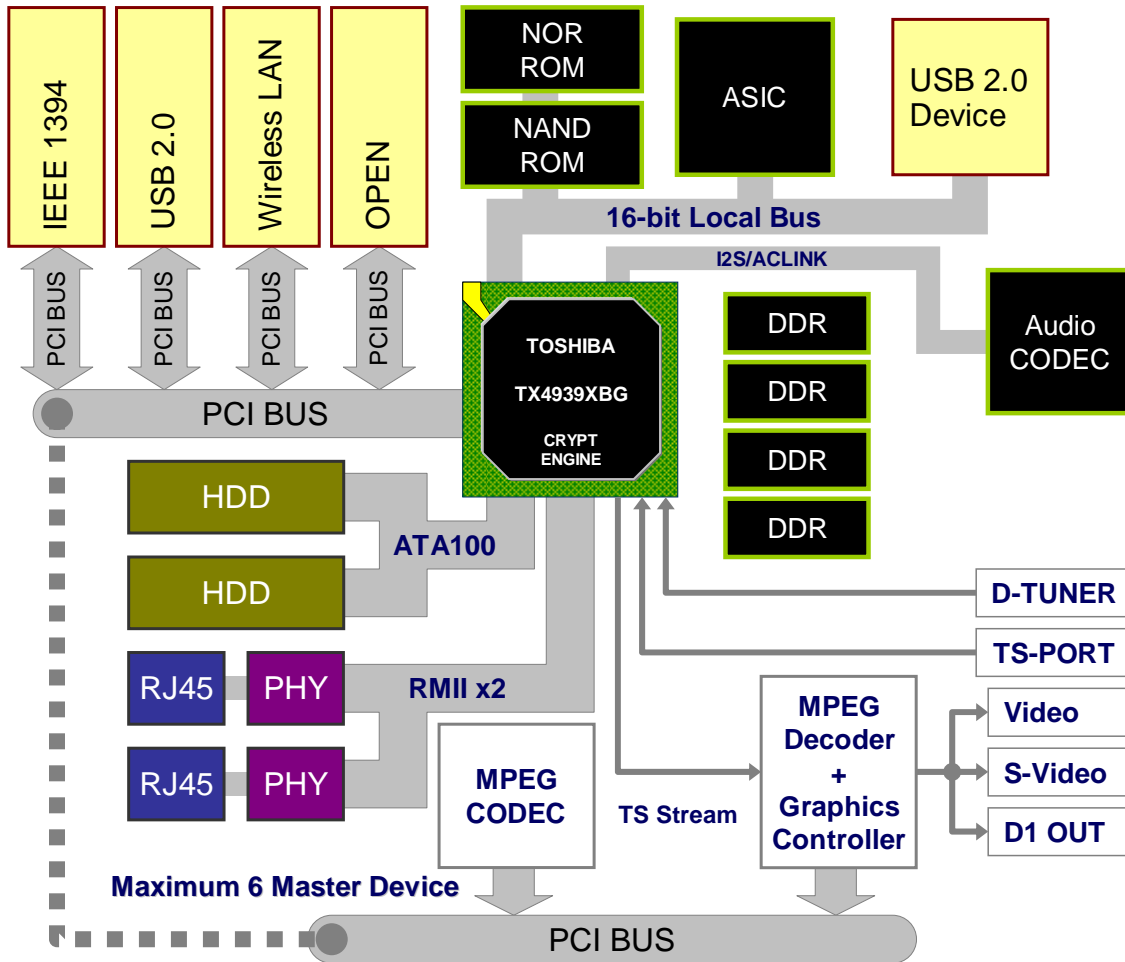 IEEE 1394
USB 2.0
Wireless LAN
OPEN
NOR
ROM
NAND
ROM
ASIC
USB 2.0
Device
16-bit Local Bus
I2S/ACLINK
PCI BUS
PCI BUS
PCI BUS
PCI BUS
Audio
CODEC
TOSHIBA
TX4939XBG
CRYPT
ENGINE
DDR
DDR
DDR
DDR
PCI BUS
HDD
HDD
ATA100
D-TUNER
TS-PORT
RJ45
PHY
RMII x2
RJ45
PHY
MPEG
CODEC
TS Stream
MPEG
Decoder
+
Graphics
Controller
Video
S-Video
D1 OUT
Maximum 6 Master Device
PCI BUS